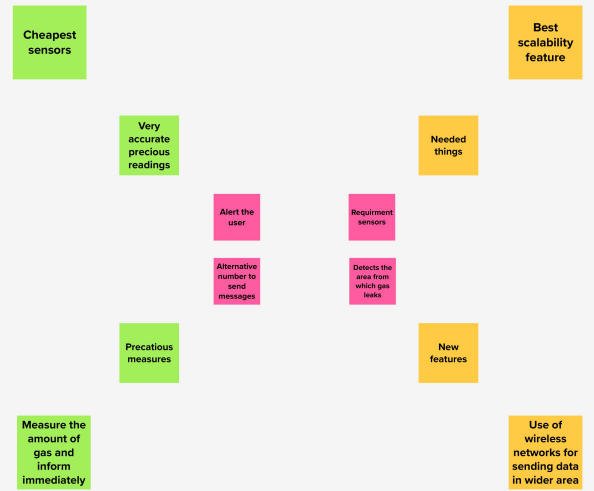 Cheapest
sensors
Best
scalability
feature
Very
accurate
precious
readings
Needed
things
Alert the
user
Requirment
sensors
Alternative
number to
send
messages
Detects the
area from
which gas
leaks
Precatious
measures
New
features
Measure the
amount of
gas and
inform
immediately
Use of
wireless
networks for
sending data
in wider area